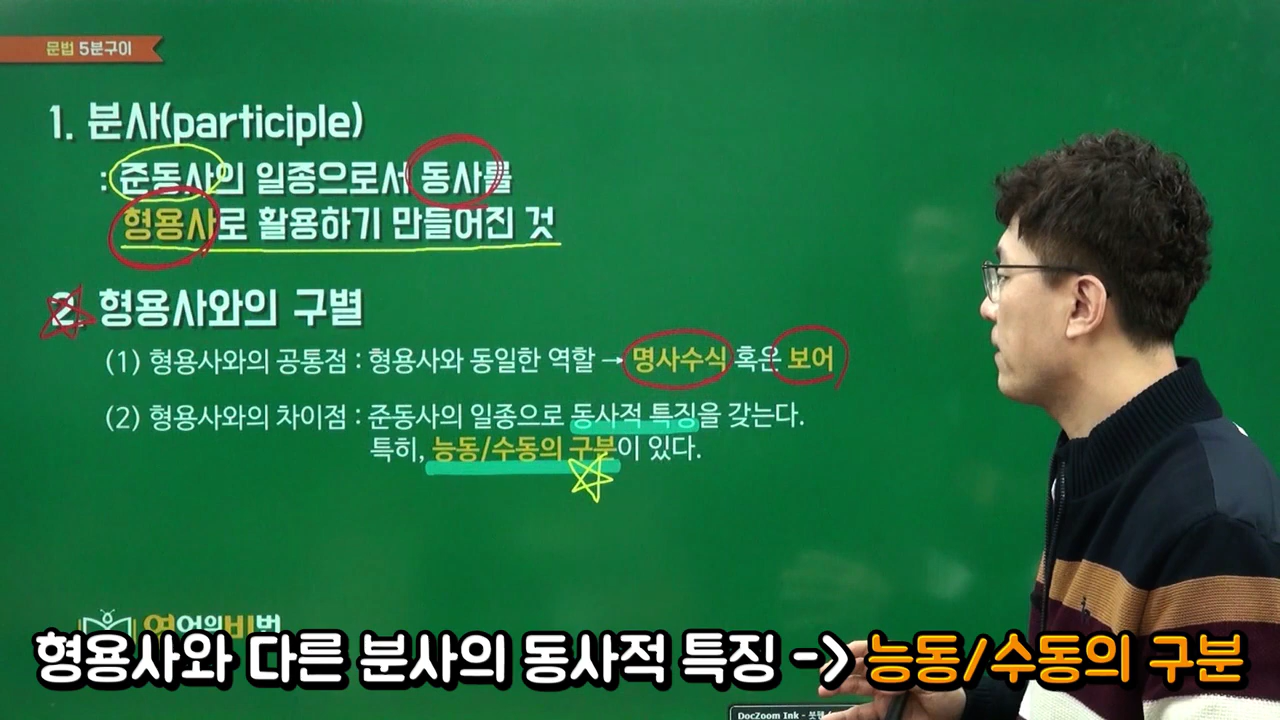 문법 5분구이
1. 분사(participle)
: 준동사의 일종으로서 동사를
형용사로 활용하기 만들어진 것
2. 형용사와의 구별
(1) 형용사와의 공통점 : 형용사와 동일한 역할 → 명사수식 혹은 보어
(2) 형용사와의 차이점 : 준동사의 일종으로 동사적 특징을 갖는다.
특히, 능동/수동의 구분이 있다.
영어의비법
형용사와 다른 분사의 동사적 특징 -> 능동/수동의 구분
DocZoom Ink -